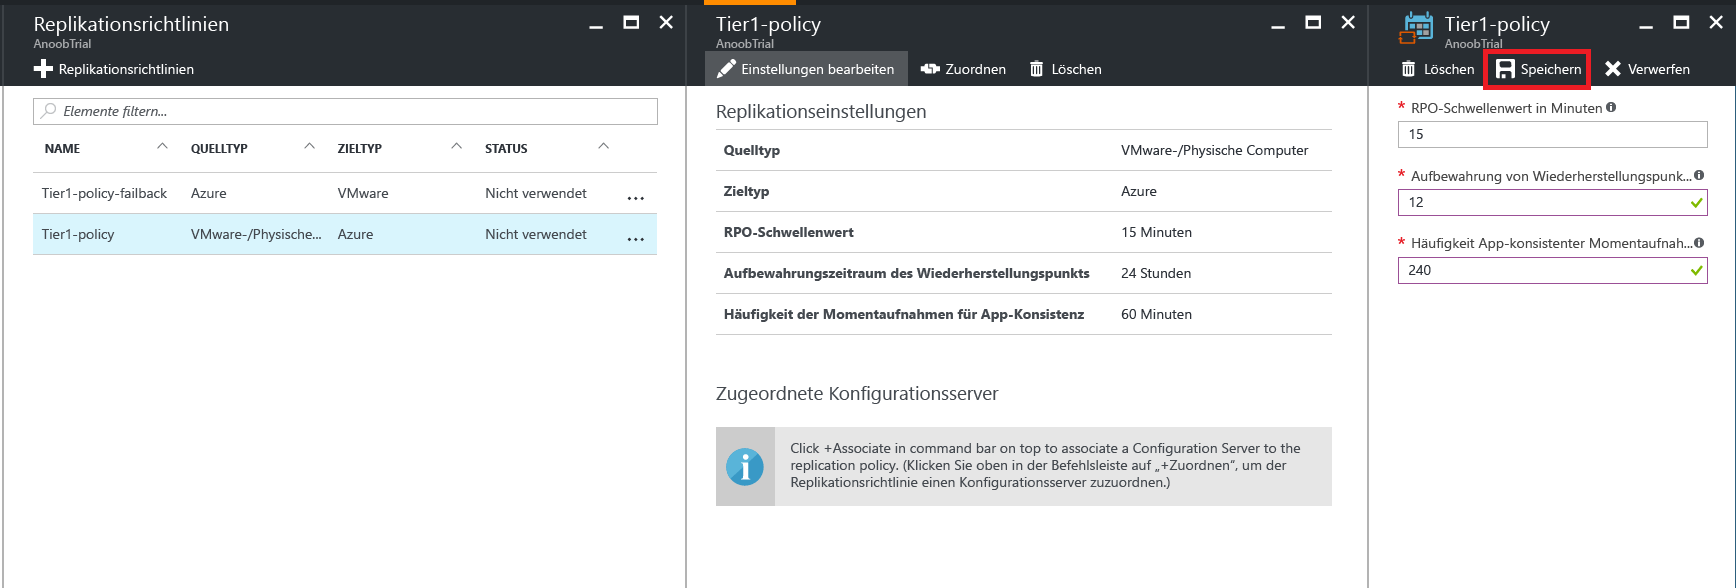 Replikationsrichtlinien
AnoobTrial
Replikationsrichtlinien
Elemente filtern...
NAME QUELLTYP ZIELTYP STATUS
Tier1-policy-failback Azure VMware Nicht verwendet ...
Tier1-policy VMware-/Physische... Azure Nicht verwendet ...
Tier1-policy
AnoobTrial
Einstellungen bearbeiten Zuordnen Löschen
Replikationseinstellungen
Quelltyp VMware-/Physische Computer
Zieltyp Azure
RPO-Schwellenwert 15 Minuten
Aufbewahrungszeitraum des Wiederherstellungspunkts 24 Stunden
Häufigkeit der Momentaufnahmen für App-Konsistenz 60 Minuten
Zugeordnete Konfigurationsserver
Click +Associate in command bar on top to associate a Configuration Server to the
replication policy. (Klicken Sie oben in der Befehlsleiste auf „+Zuordnen“, um der
Replikationsrichtlinie einen Konfigurationsserver zuzuordnen.)
Tier1-policy
AnoobTrial
Löschen Speichern Verwerfen
* RPO-Schwellenwert in Minuten
15
* Aufbewahrung von Wiederherstellungspunk...
12
* Häufigkeit App-konsistenter Momentaufnah...
240